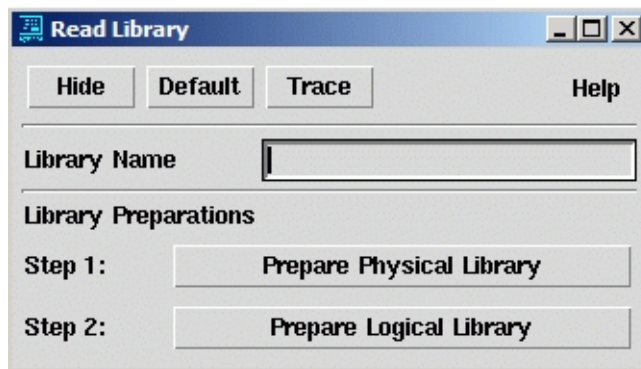 Read Library
Hide Default Trace Help
Library Name
Library Preparations
Step 1: Prepare Physical Library
Step 2: Prepare Logical Library